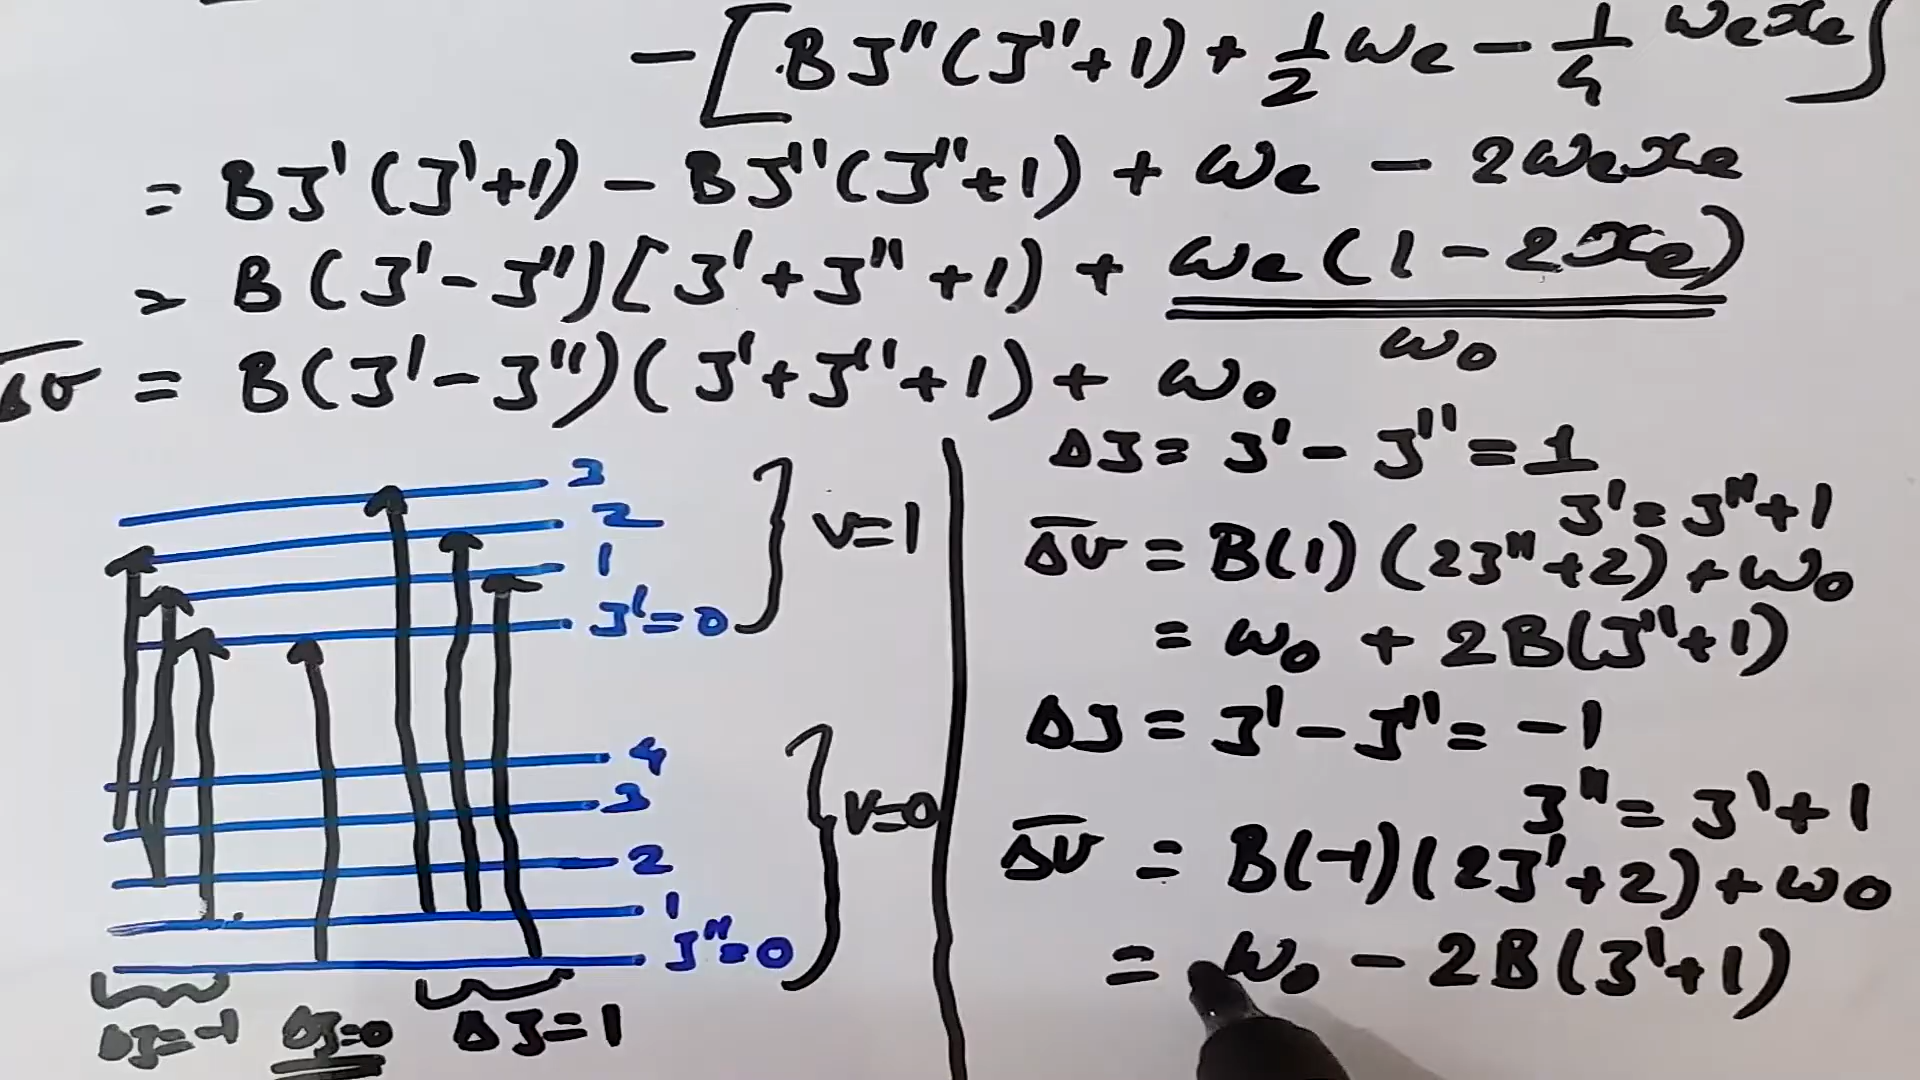 - [BJ"(J"+1) + 1/2 ωe - 1/4 ωexe]
= BJ'(J'+1) - BJ"(J"+1) + ωe - 2ωexe
= B(J'-J")[J'+J"+1) + ωe(1-2xe)
ω0
Δν̅ = B(J'-J")(J'+J"+1) + ω0
3
2
1
J'=0
v=1
4
3
2
1
J"=0
v=0
ΔJ=-1 ΔJ=0 ΔJ=1
ΔJ = J'-J" = 1
J' = J"+1
Δν̅ = B(1)(2J"+2) + ω0
= ω0 + 2B(J"+1)
ΔJ = J'-J" = -1
J" = J'+1
Δν̅ = B(-1)(2J'+2) + ω0
= ω0 - 2B(J'+1)